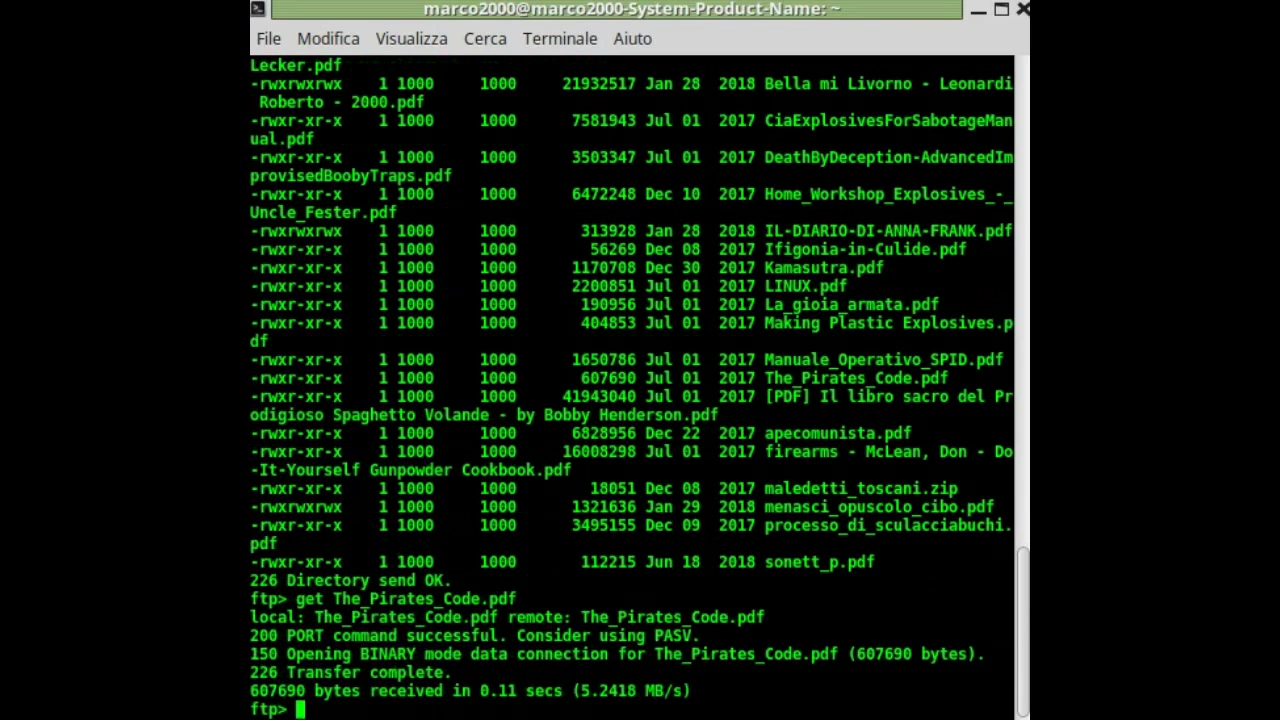 marco2000@marco2000-System-Product-Name: ~
File Modifica Visualizza Cerca Terminale Aiuto
Lecker.pdf
-rwxrwxrwx 1 1000 1000 21932517 Jan 28 2018 Bella mi Livorno - Leonardi
Roberto - 2000.pdf
-rwxr-xr-x 1 1000 1000 7581943 Jul 01 2017 CiaExplosivesForSabotageMan
ual.pdf
-rwxr-xr-x 1 1000 1000 3503347 Jul 01 2017 DeathByDeception-AdvancedIm
provisedBoobyTraps.pdf
-rwxr-xr-x 1 1000 1000 6472248 Dec 10 2017 Home_Workshop_Explosives_-_
Uncle_Fester.pdf
-rwxrwxrwx 1 1000 1000 313928 Jan 28 2018 IL-DIARIO-DI-ANNA-FRANK.pdf
-rwxr-xr-x 1 1000 1000 56269 Dec 08 2017 Ifigonia-in-Culide.pdf
-rwxr-xr-x 1 1000 1000 1170708 Dec 30 2017 Kamasutra.pdf
-rwxr-xr-x 1 1000 1000 2200851 Jul 01 2017 LINUX.pdf
-rwxr-xr-x 1 1000 1000 190956 Jul 01 2017 La_gioia_armata.pdf
-rwxr-xr-x 1 1000 1000 404853 Jul 01 2017 Making Plastic Explosives.p
df
-rwxr-xr-x 1 1000 1000 1650786 Jul 01 2017 Manuale_Operativo_SPID.pdf
-rwxr-xr-x 1 1000 1000 607690 Jul 01 2017 The_Pirates_Code.pdf
-rwxr-xr-x 1 1000 1000 41943040 Jul 01 2017 [PDF] Il libro sacro del Pr
odigioso Spaghetto Volande - by Bobby Henderson.pdf
-rwxr-xr-x 1 1000 1000 6828956 Dec 22 2017 apecomunista.pdf
-rwxr-xr-x 1 1000 1000 16008298 Jul 01 2017 firearms - McLean, Don - Do
-It-Yourself Gunpowder Cookbook.pdf
-rwxr-xr-x 1 1000 1000 18051 Dec 08 2017 maledetti_toscani.zip
-rwxrwxrwx 1 1000 1000 1321636 Jan 29 2018 menasci_opuscolo_cibo.pdf
-rwxr-xr-x 1 1000 1000 3495155 Dec 09 2017 processo_di_sculacciabuchi.
pdf
-rwxr-xr-x 1 1000 1000 112215 Jun 18 2018 sonett_p.pdf
226 Directory send OK.
ftp> get The_Pirates_Code.pdf
local: The_Pirates_Code.pdf remote: The_Pirates_Code.pdf
200 PORT command successful. Consider using PASV.
150 Opening BINARY mode data connection for The_Pirates_Code.pdf (607690 bytes).
226 Transfer complete.
607690 bytes received in 0.11 secs (5.2418 MB/s)
ftp>